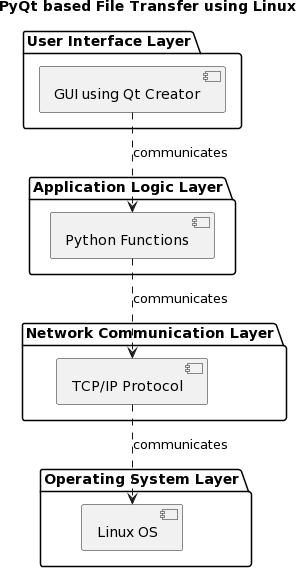 PyQt based File Transfer using Linux
User Interface Layer
GUI using Qt Creator
communicates
Application Logic Layer
Python Functions
communicates
Network Communication Layer
TCP/IP Protocol
communicates
Operating System Layer
Linux OS